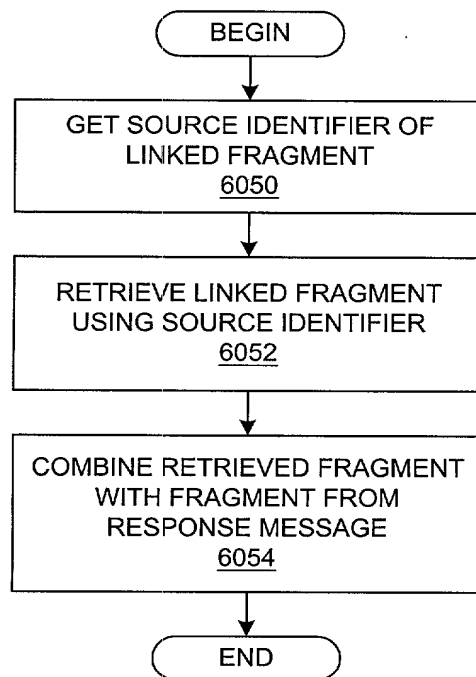 BEGIN
GET SOURCE IDENTIFIER OF
LINKED FRAGMENT
6050
RETRIEVE LINKED FRAGMENT
USING SOURCE IDENTIFIER
6052
COMBINE RETRIEVED FRAGMENT
WITH FRAGMENT FROM
RESPONSE MESSAGE
6054
END